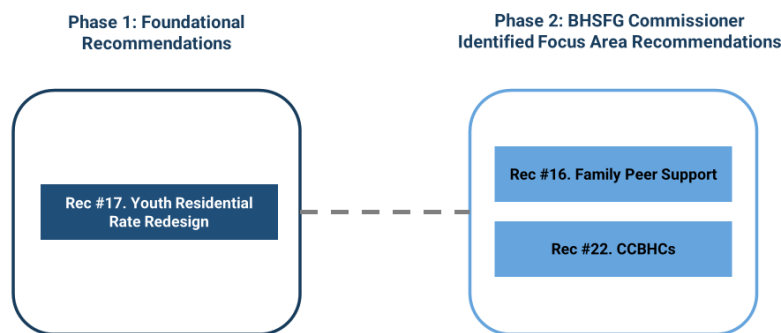 Phase 1: Foundational
Recommendations
Phase 2: BHSFG Commissioner
Identified Focus Area Recommendations
Rec #17. Youth Residential
Rate Redesign
Rec #16. Family Peer Support
Rec #22. CCBHCs